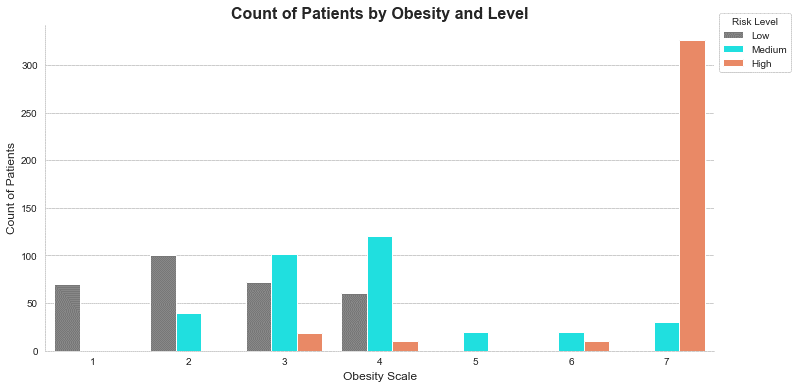 Count of Patients by Obesity and Level
Risk Level
Low
Medium
High
300
250
200
150
100
50
0
Count of Patients
1 2 3 4 5 6 7
Obesity Scale